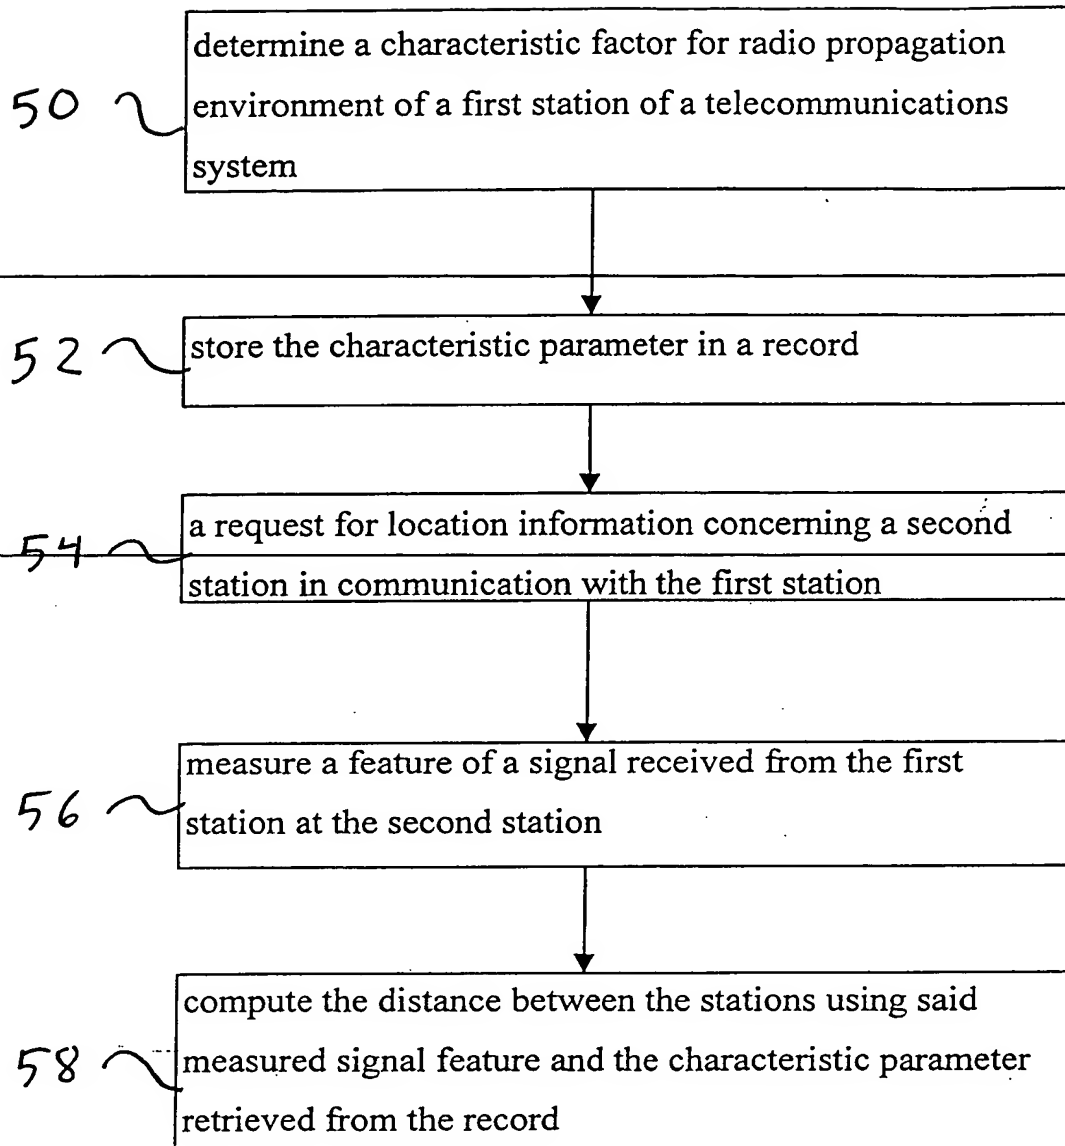 50
determine a characteristic factor for radio propagation
environment of a first station of a telecommunications
system
52
store the characteristic parameter in a record
54
a request for location information concerning a second
station in communication with the first station
56
measure a feature of a signal received from the first
station at the second station
58
compute the distance between the stations using said
measured signal feature and the characteristic parameter
retrieved from the record